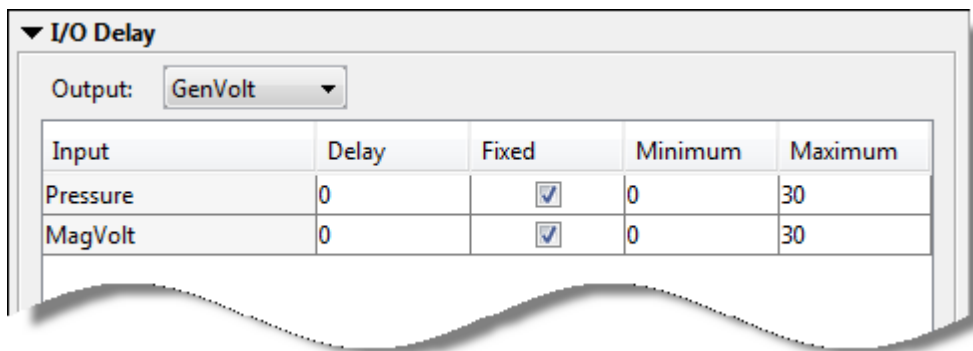 I/O Delay
Output: GenVolt
Input Delay Fixed Minimum Maximum
Pressure 0 0 30
MagVolt 0 0 30